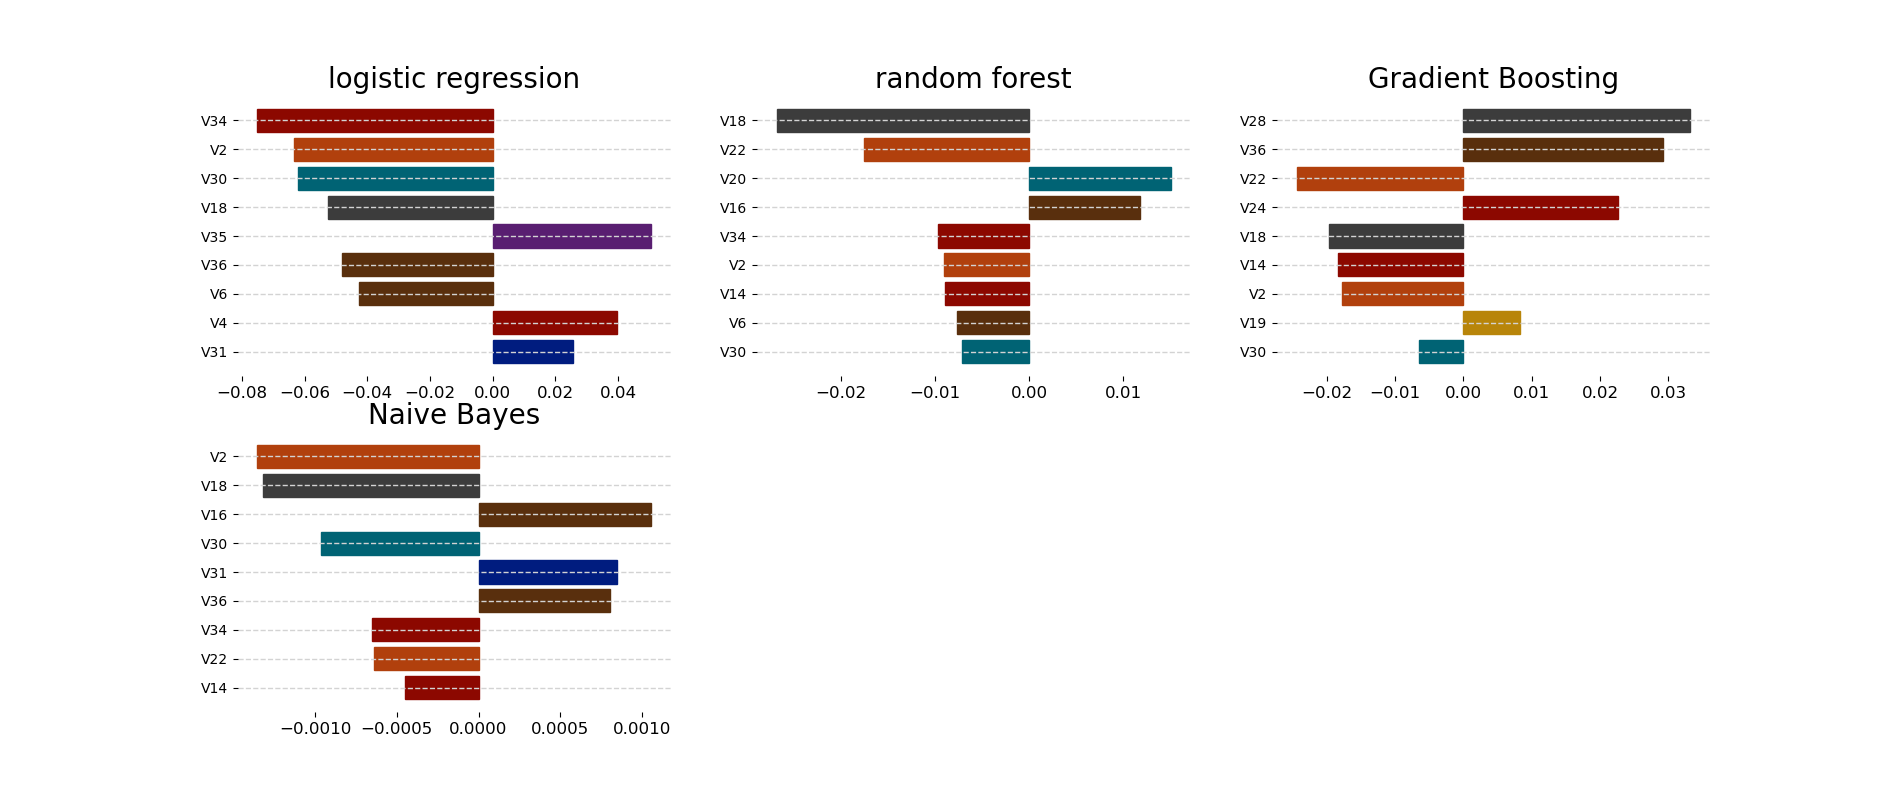 logistic regression
V34
V2
V30
V18
V35
V36
V6
V4
V31
−0.08 −0.06 −0.04 −0.02 0.00 0.02 0.04
random forest
V18
V22
V20
V16
V34
V2
V14
V6
V30
−0.02 −0.01 0.00 0.01
Gradient Boosting
V28
V36
V22
V24
V18
V14
V2
V19
V30
−0.02 −0.01 0.00 0.01 0.02 0.03
Naive Bayes
V2
V18
V16
V30
V31
V36
V34
V22
V14
−0.0010 −0.0005 0.0000 0.0005 0.0010